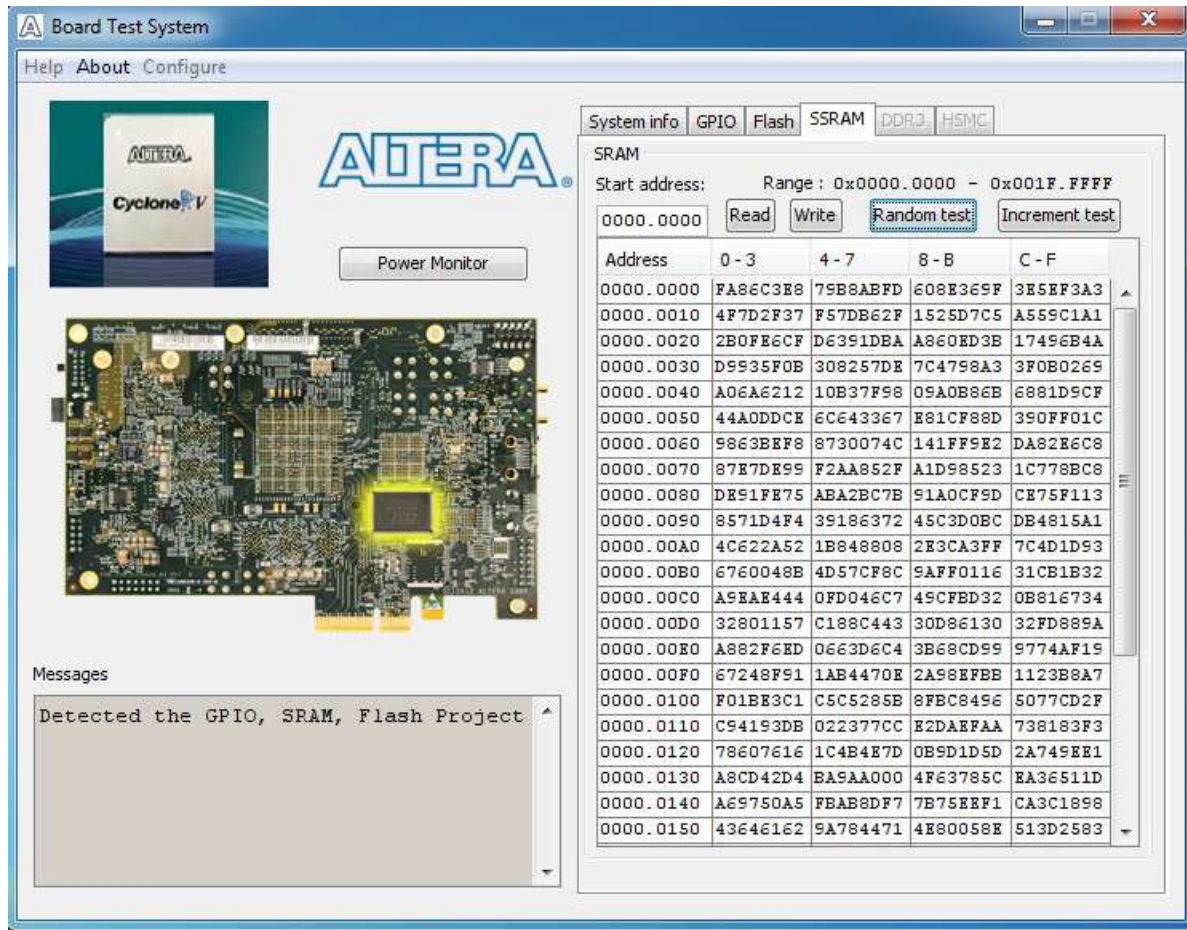 Board Test System
Help About Configure
ALTERA.
Cyclone V
ALTERA®
Power Monitor
System info GPIO Flash SSRAM DDR3 HSMC
SRAM
Start address: Range : 0x0000.0000 - 0x001F.FFFF
0000.0000 Read Write Random test Increment test
Address 0 - 3 4 - 7 8 - B C - F
0000.0000 FA86C3E8 79B8ABFD 608E369F 3E5EF3A3
0000.0010 4F7D2F37 F57DB62F 1525D7C5 A559C1A1
0000.0020 2B0FE6CF D6391DBA A860ED3B 17496B4A
0000.0030 D9935F0B 308257DE 7C4798A3 3F0B0269
0000.0040 A06A6212 10B37F98 09A0B86B 6881D9CF
0000.0050 44A0DDCE 6C643367 E81CF88D 390FF01C
0000.0060 9863BEF8 8730074C 141FF9E2 DA82E6C8
0000.0070 87E7DE99 F2AA852F A1D98523 1C778BC8
0000.0080 DE91FE75 ABA2BC7B 91A0CF9D CE75F113
0000.0090 8571D4F4 39186372 45C3D0BC DB4815A1
0000.00A0 4C622A52 1B848808 2E3CA3FF 7C4D1D93
0000.00B0 6760048B 4D57CF8C 9AFF0116 31CB1B32
0000.00C0 A9EAE444 0FD046C7 49CFBD32 0B816734
0000.00D0 32801157 C188C443 30D86130 32FD889A
0000.00E0 A882F6ED 0663D6C4 3B68CD99 9774AF19
0000.00F0 67248F91 1AB4470E 2A98EFBB 1123B8A7
0000.0100 F01BE3C1 C5C5285B 8FBC8496 5077CD2F
0000.0110 C94193DB 022377CC E2DAEFAA 738183F3
0000.0120 78607616 1C4B4E7D 0B9D1D5D 2A749EE1
0000.0130 A8CD42D4 BA9AA000 4F63785C EA36511D
0000.0140 A69750A5 FBAB8DF7 7B75EEF1 CA3C1898
0000.0150 43646162 9A784471 4E80058E 513D2583
Messages
Detected the GPIO, SRAM, Flash Project